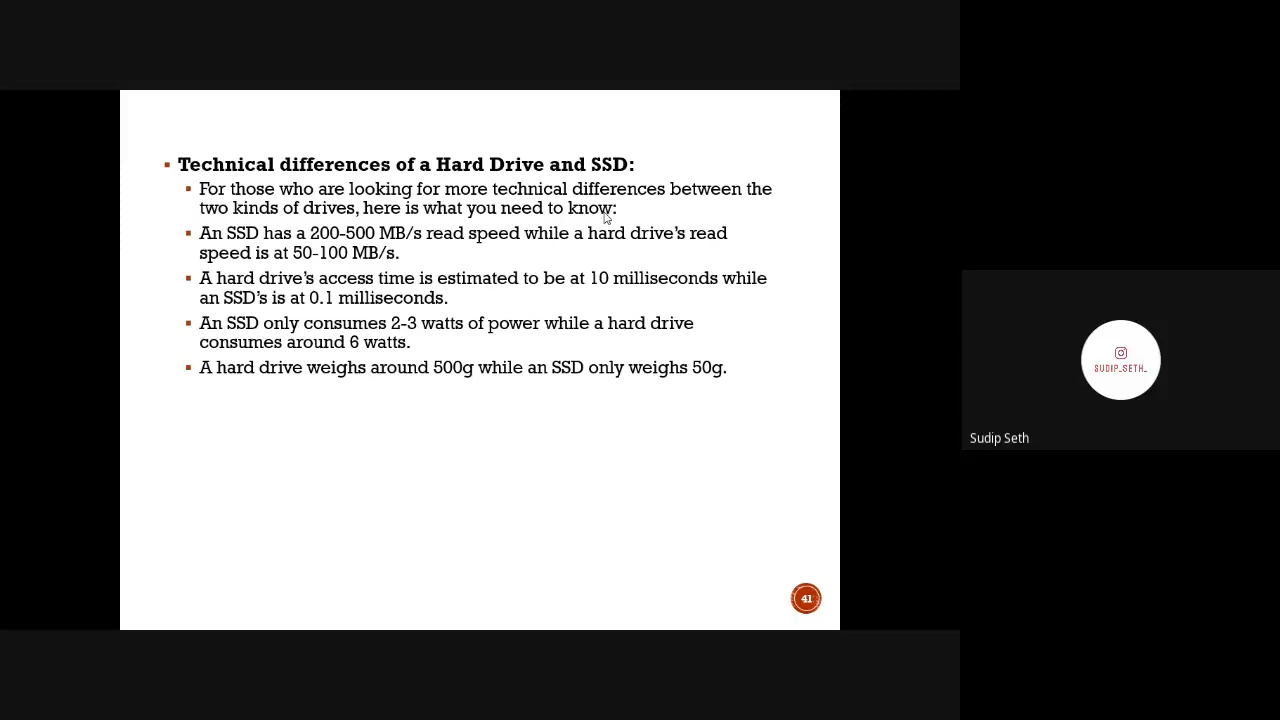 Technical differences of a Hard Drive and SSD:
For those who are looking for more technical differences between the
two kinds of drives, here is what you need to know:
An SSD has a 200-500 MB/s read speed while a hard drive's read
speed is at 50-100 MB/s.
A hard drive's access time is estimated to be at 10 milliseconds while
an SSD's is at 0.1 milliseconds.
An SSD only consumes 2-3 watts of power while a hard drive
consumes around 6 watts.
A hard drive weighs around 500g while an SSD only weighs 50g.
41
SUDIP_SETH_
Sudip Seth